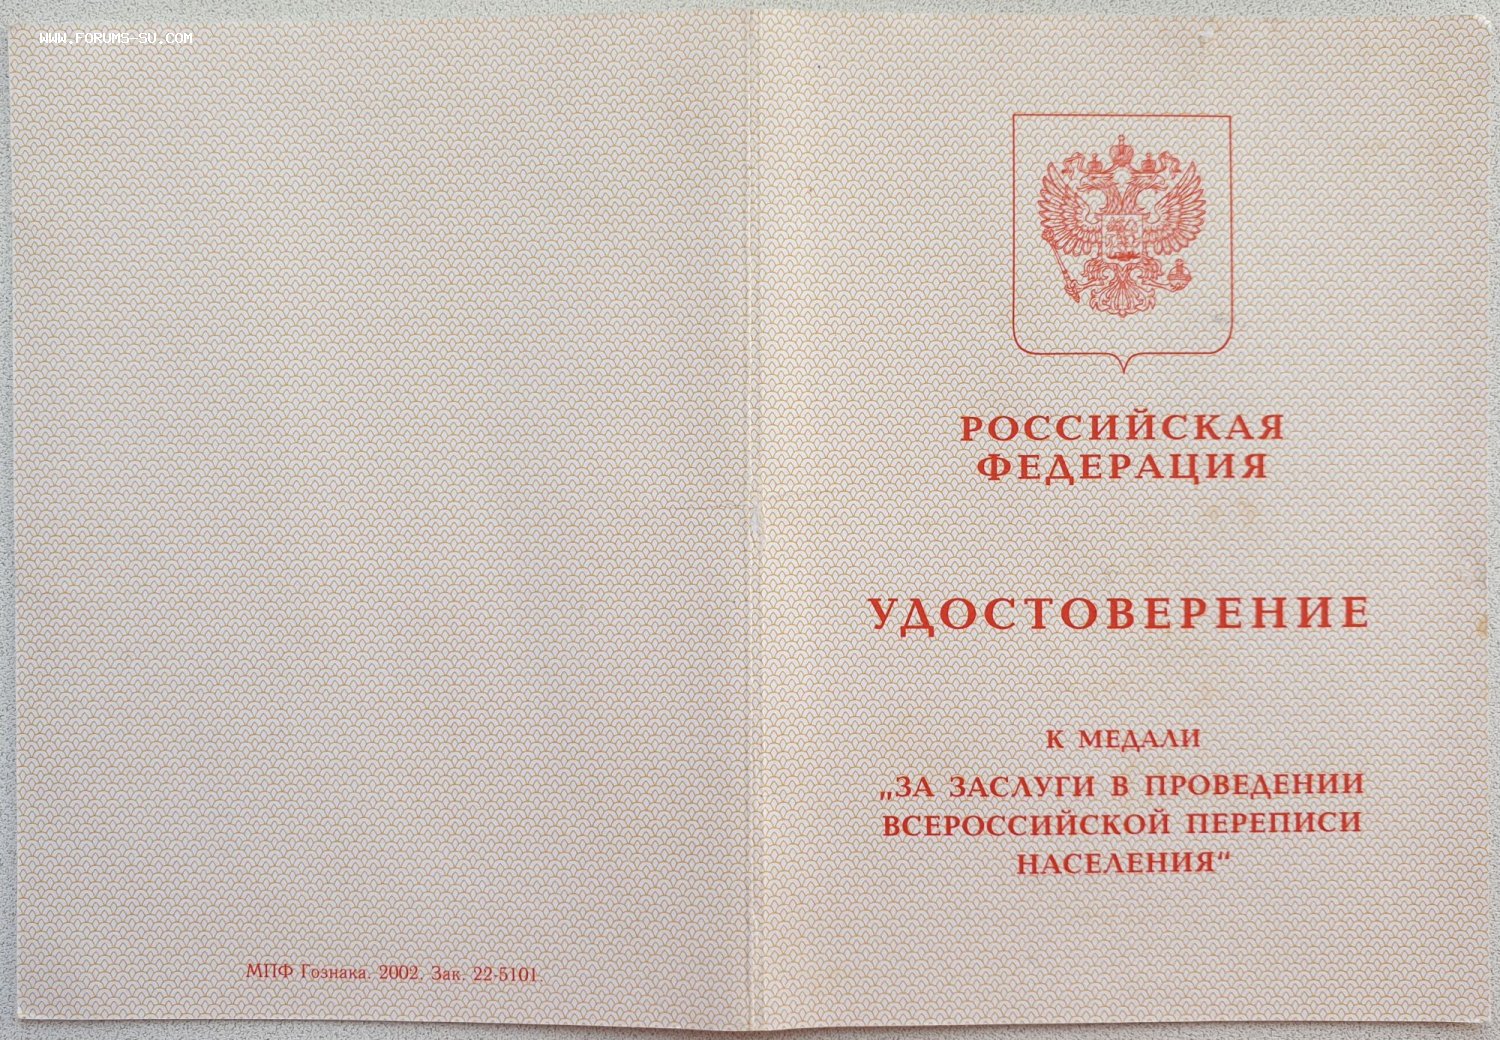 WWW.FORUMS-SU.COM
РОССИЙСКАЯ
ФЕДЕРАЦИЯ
УДОСТОВЕРЕНИЕ
К МЕДАЛИ
„ЗА ЗАСЛУГИ В ПРОВЕДЕНИИ
ВСЕРОССИЙСКОЙ ПЕРЕПИСИ
НАСЕЛЕНИЯ“
МПФ Гознака. 2002. Зак. 22-5101.